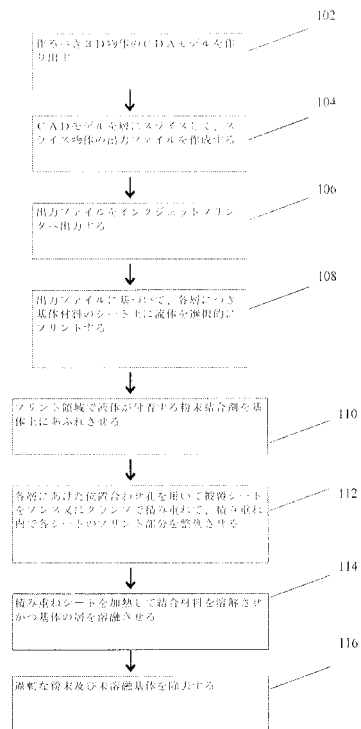 102
作るべき3D物体のCDAモデルを作
り出す
104
CADモデルを層にスライスして、ス
ライス物体の出力ファイルを作成する
106
出力ファイルをインクジェットプリン
タへ出力する
108
出力ファイルに基づいて、各層につき
基体材料のシート上に流体を選択的に
プリントする
110
プリント領域で液体が付着する粉末結合剤を基
体上にあふれさせる
112
各層にあけた位置合わせ孔を用いて被覆シート
をプレス又はクランプで積み重ねて、積み重ね
内で各シートのプリント部分を整列させる
114
積み重ねシートを加熱して結合材料を溶解させ
かつ基体の層を溶融させる
116
過剰な粉末及び未溶融基体を除去する